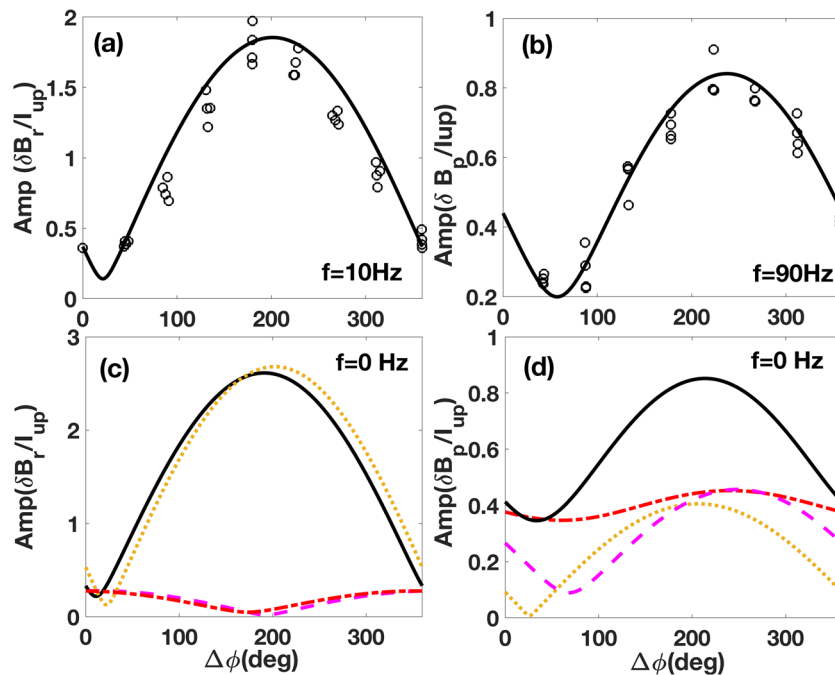 (a)
Amp (δB_r/I_up)
2
1.5
1
0.5
0
0 100 200 300
f=10Hz
(b)
Amp(δ B_p/Iup)
1
0.8
0.6
0.4
0.2
0 100 200 300
f=90Hz
(c)
f=0 Hz
Amp(δB_r/I_up)
3
2
1
0
0 100 200 300
Δϕ(deg)
(d)
f=0 Hz
Amp(δB_p/I_up)
1
0.8
0.6
0.4
0.2
0
0 100 200 300
Δϕ(deg)